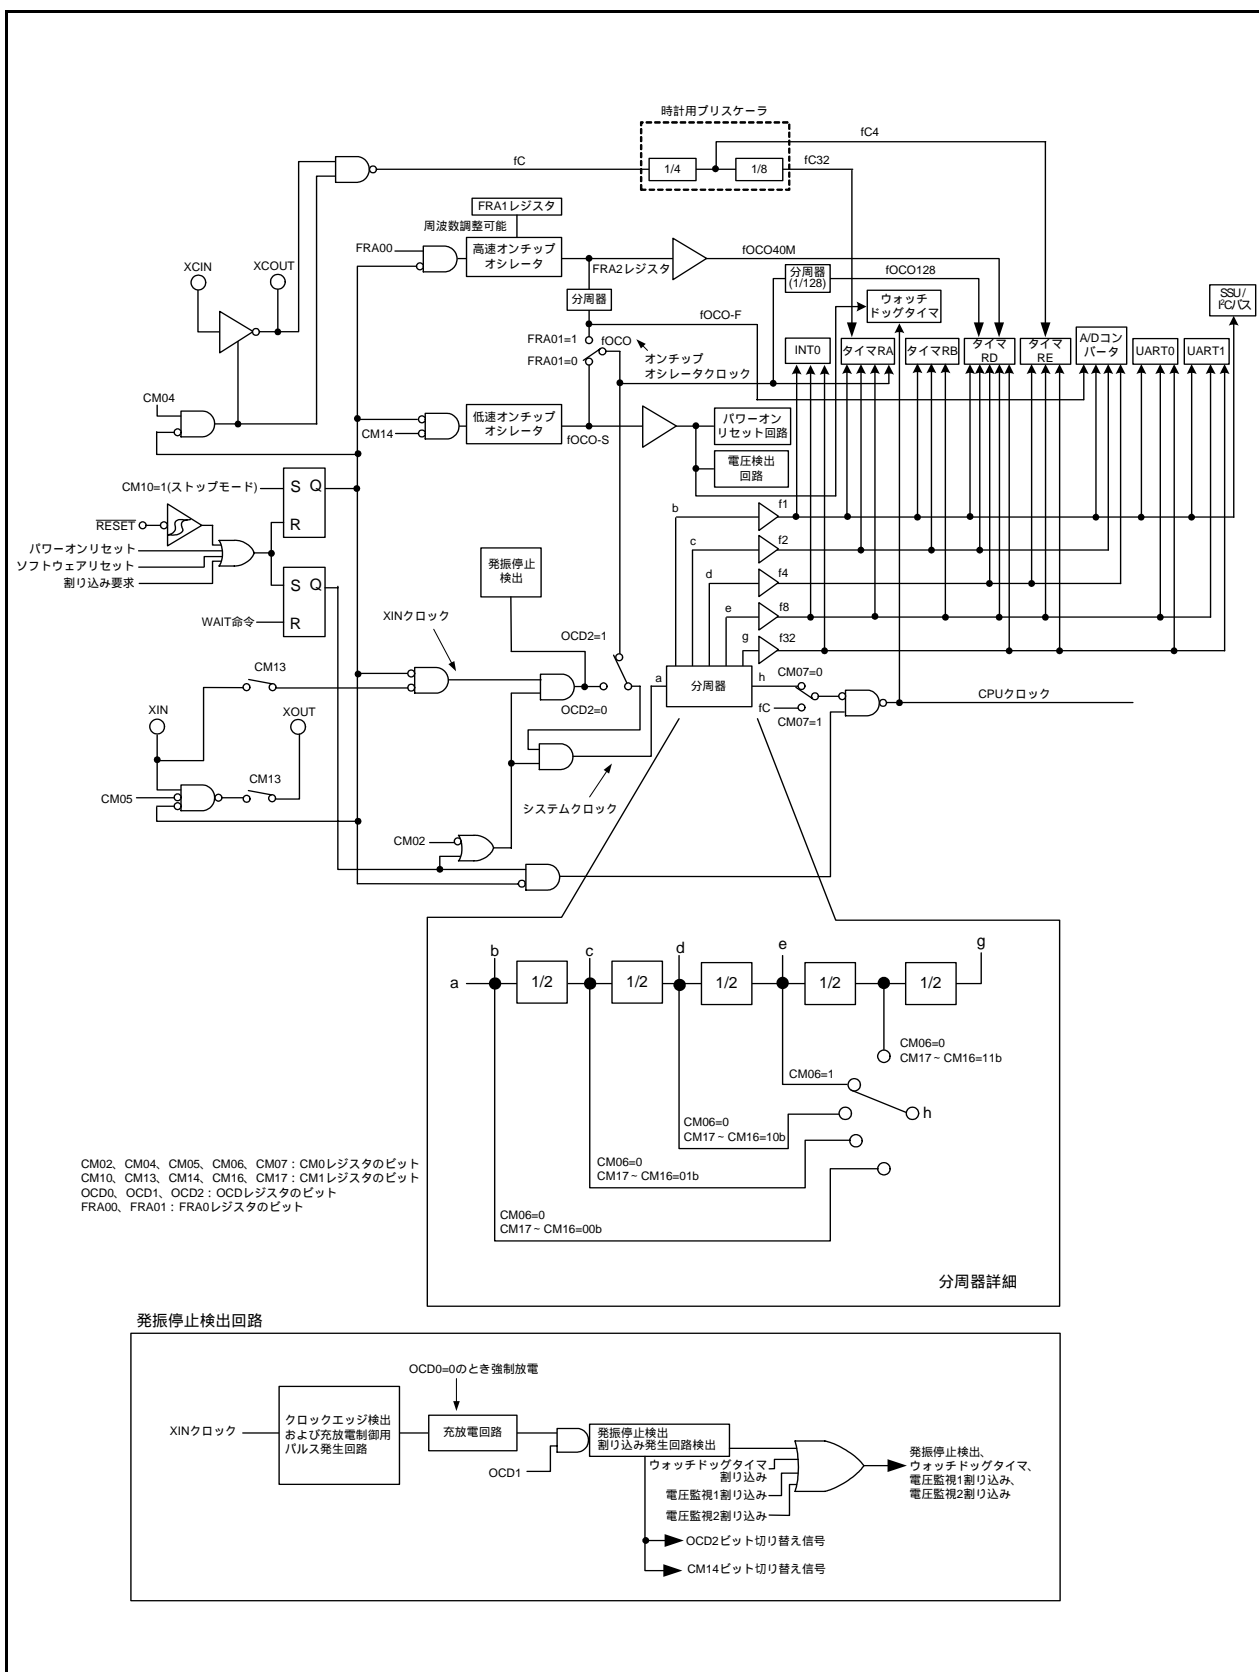 時計用プリスケーラ
fC4
fC
1/4
1/8
fC32
FRA1レジスタ
周波数調整可能
FRA00
高速オンチップ
オシレータ
FRA2レジスタ
fOCO40M
XCIN
XCOUT
分周器
(1/128)
fOCO128
SSU /
I²Cバス
分周器
fOCO-F
ウォッチ
ドッグタイマ
FRA01=1
FRA01=0
fOCO
オンチップ
オシレータクロック
INT0
タイマRA
タイマRB
タイマ
RD
タイマ
RE
A/Dコン
バータ
UART0
UART1
CM04
CM14
低速オンチップ
オシレータ
fOCO-S
パワーオン
リセット回路
電圧検出
回路
CM10=1(ストップモード)
S Q
R
RESET
パワーオンリセット
ソフトウェアリセット
割り込み要求
S Q
R
WAIT命令
b
f1
c
f2
d
f4
e
f8
g
f32
発振停止
検出
XINクロック
OCD2=1
OCD2=0
a
分周器
h
CM07=0
fC
CM07=1
CPUクロック
CM13
XIN
XOUT
CM13
CM05
システムクロック
CM02
b
c
d
e
g
a
1/2
1/2
1/2
1/2
1/2
CM06=0
CM17~CM16=11b
CM06=1
h
CM06=0
CM17~CM16=10b
CM06=0
CM17~CM16=01b
CM06=0
CM17~CM16=00b
分周器詳細
CM02、CM04、CM05、CM06、CM07:CM0レジスタのビット
CM10、CM13、CM14、CM16、CM17:CM1レジスタのビット
OCD0、OCD1、OCD2:OCDレジスタのビット
FRA00、FRA01:FRA0レジスタのビット
発振停止検出回路
OCD0=0のとき強制放電
XINクロック
クロックエッジ検出
および充放電制御用
パルス発生回路
充放電回路
OCD1
発振停止検出
割り込み発生回路検出
ウォッチドッグタイマ
割り込み
電圧監視1割り込み
電圧監視2割り込み
発振停止検出、
ウォッチドッグタイマ、
電圧監視1割り込み、
電圧監視2割り込み
OCD2ビット切り替え信号
CM14ビット切り替え信号